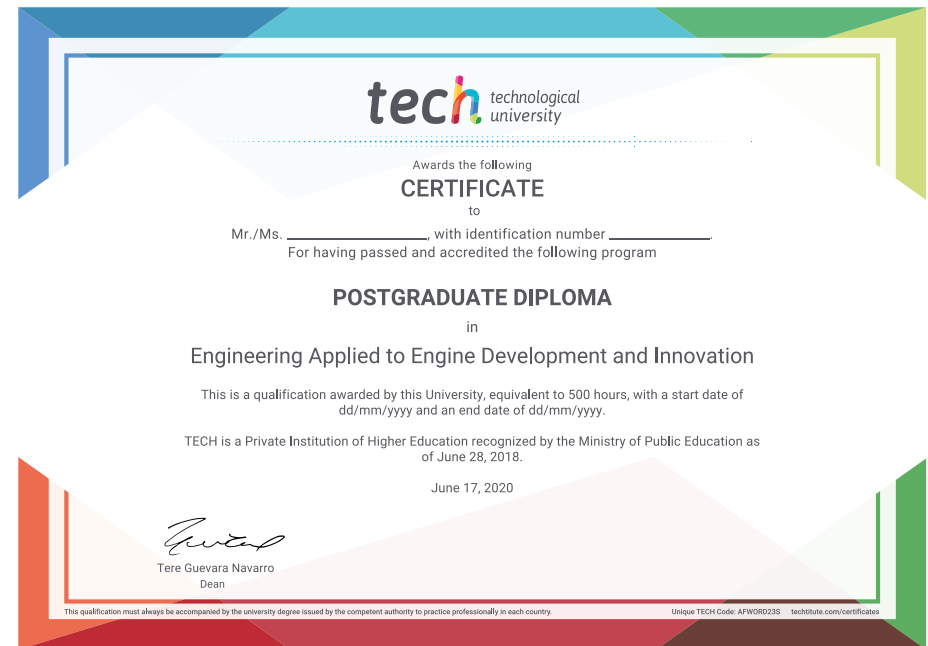 tech technological
university
Awards the following
CERTIFICATE
to
Mr./Ms. ____________________, with identification number ______________.
For having passed and accredited the following program
POSTGRADUATE DIPLOMA
in
Engineering Applied to Engine Development and Innovation
This is a qualification awarded by this University, equivalent to 500 hours, with a start date of
dd/mm/yyyy and an end date of dd/mm/yyyy.
TECH is a Private Institution of Higher Education recognized by the Ministry of Public Education as
of June 28, 2018.
June 17, 2020
Tere Guevara Navarro
Dean
This qualification must always be accompanied by the university degree issued by the competent authority to practice professionally in each country.
Unique TECH Code: AFWORD23S techtitute.com/certificates